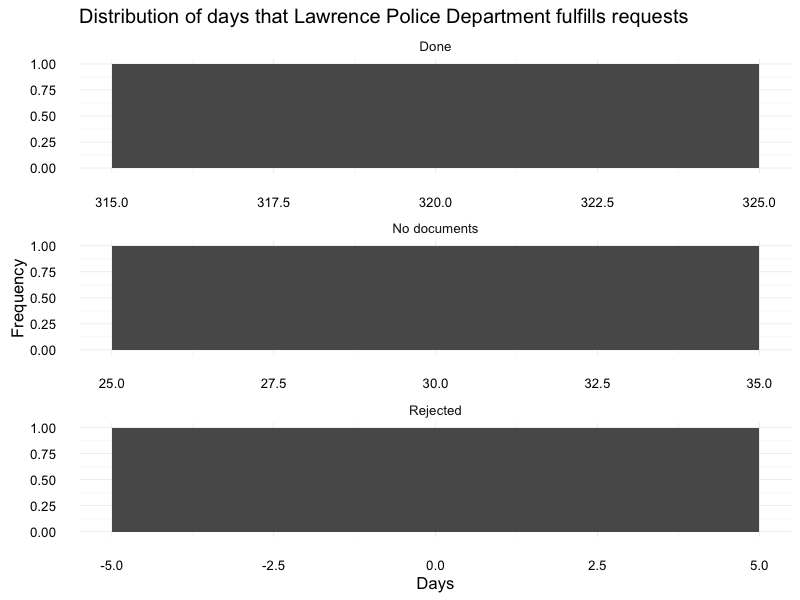 Distribution of days that Lawrence Police Department fulfills requests
Done
1.00
0.75
0.50
0.25
0.00
315.0 317.5 320.0 322.5 325.0
No documents
1.00
0.75
0.50
0.25
0.00
Frequency
25.0 27.5 30.0 32.5 35.0
Rejected
1.00
0.75
0.50
0.25
0.00
-5.0 -2.5 0.0 2.5 5.0
Days